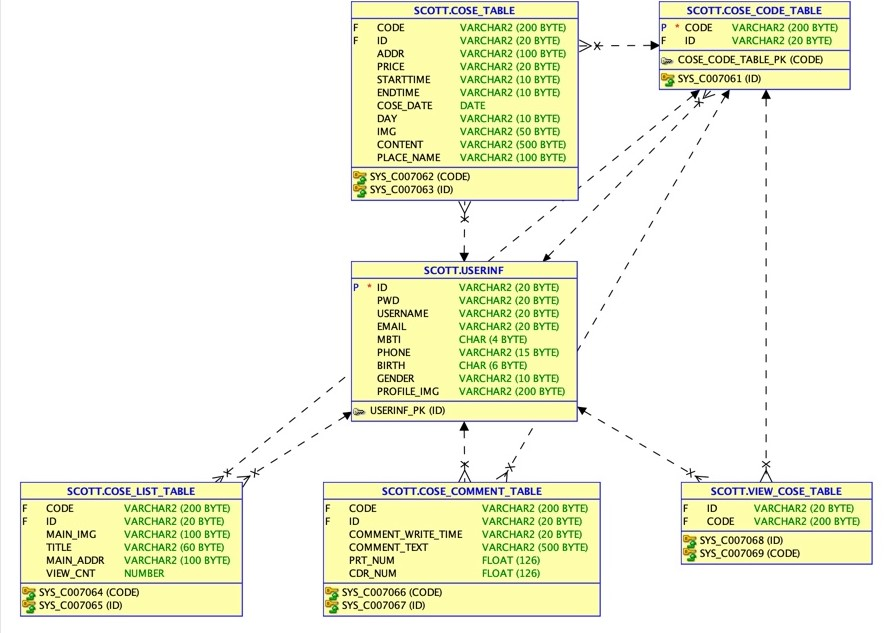 SCOTT.COSE_TABLE
F CODE VARCHAR2 (200 BYTE)
F ID VARCHAR2 (20 BYTE)
ADDR VARCHAR2 (100 BYTE)
PRICE VARCHAR2 (20 BYTE)
STARTTIME VARCHAR2 (10 BYTE)
ENDTIME VARCHAR2 (10 BYTE)
COSE_DATE DATE
DAY VARCHAR2 (10 BYTE)
IMG VARCHAR2 (50 BYTE)
CONTENT VARCHAR2 (500 BYTE)
PLACE_NAME VARCHAR2 (100 BYTE)
SYS_C007062 (CODE)
SYS_C007063 (ID)
SCOTT.COSE_CODE_TABLE
P * CODE VARCHAR2 (200 BYTE)
F ID VARCHAR2 (20 BYTE)
COSE_CODE_TABLE_PK (CODE)
SYS_C007061 (ID)
SCOTT.USERINF
P * ID VARCHAR2 (20 BYTE)
PWD VARCHAR2 (20 BYTE)
USERNAME VARCHAR2 (20 BYTE)
EMAIL VARCHAR2 (20 BYTE)
MBTI CHAR (4 BYTE)
PHONE VARCHAR2 (15 BYTE)
BIRTH CHAR (6 BYTE)
GENDER VARCHAR2 (10 BYTE)
PROFILE_IMG VARCHAR2 (200 BYTE)
USERINF_PK (ID)
SCOTT.COSE_LIST_TABLE
F CODE VARCHAR2 (200 BYTE)
F ID VARCHAR2 (20 BYTE)
MAIN_IMG VARCHAR2 (100 BYTE)
TITLE VARCHAR2 (60 BYTE)
MAIN_ADDR VARCHAR2 (100 BYTE)
VIEW_CNT NUMBER
SYS_C007064 (CODE)
SYS_C007065 (ID)
SCOTT.COSE_COMMENT_TABLE
F CODE VARCHAR2 (200 BYTE)
F ID VARCHAR2 (20 BYTE)
COMMENT_WRITE_TIME VARCHAR2 (20 BYTE)
COMMENT_TEXT VARCHAR2 (500 BYTE)
PRT_NUM FLOAT (126)
CDR_NUM FLOAT (126)
SYS_C007066 (CODE)
SYS_C007067 (ID)
SCOTT.VIEW_COSE_TABLE
F ID VARCHAR2 (20 BYTE)
F CODE VARCHAR2 (200 BYTE)
SYS_C007068 (ID)
SYS_C007069 (CODE)